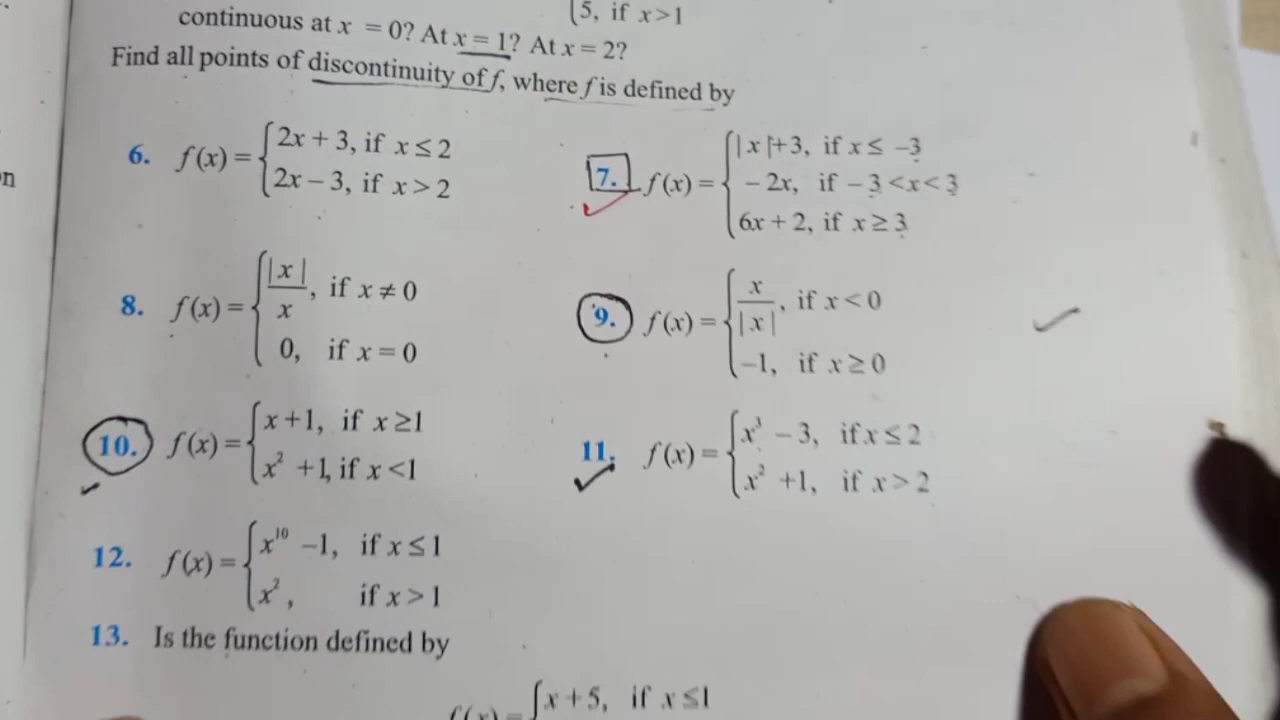 5, if x>1
continuous at x = 0? At x = 1? At x = 2?
Find all points of discontinuity of f, where f is defined by
6. f(x) = { 2x + 3, if x ≤ 2
2x – 3, if x > 2
7. f(x) = { |x|+3, if x ≤ –3
– 2x, if – 3 < x < 3
6x + 2, if x ≥ 3
8. f(x) = { |x|/x, if x ≠ 0
0, if x = 0
9. f(x) = { x/|x|, if x < 0
–1, if x ≥ 0
10. f(x) = { x+1, if x ≥ 1
x² +1, if x < 1
11. f(x) = { x³ – 3, if x ≤ 2
x² +1, if x > 2
12. f(x) = { x¹⁰ –1, if x ≤ 1
x², if x > 1
13. Is the function defined by
f(x) = { x + 5, if x ≤ 1